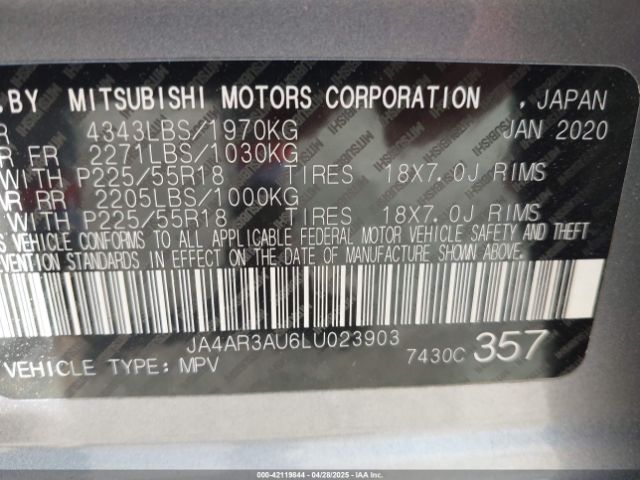 .BY MITSUBISHI MOTORS CORPORATION , JAPAN
R 4343LBS/1970KG JAN 2020
R FR 2271LBS/1030KG
WITH P225/55R18 TIRES 18X7.0J RIMS
R RR 2205LBS/1000KG
WITH P225/55R18 TIRES 18X7.0J RIMS
S VEHICLE CONFORMS TO ALL APPLICABLE FEDERAL MOTOR VEHICLE SAFETY AND THEFT
EVENTION STANDARDS IN EFFECT ON THE DATE OF MANUFACTURE SHOWN ABOVE.
JA4AR3AU6LU023903
VEHICLE TYPE:MPV 7430C 357
000-42119844 04/28/2025 IAA Inc.